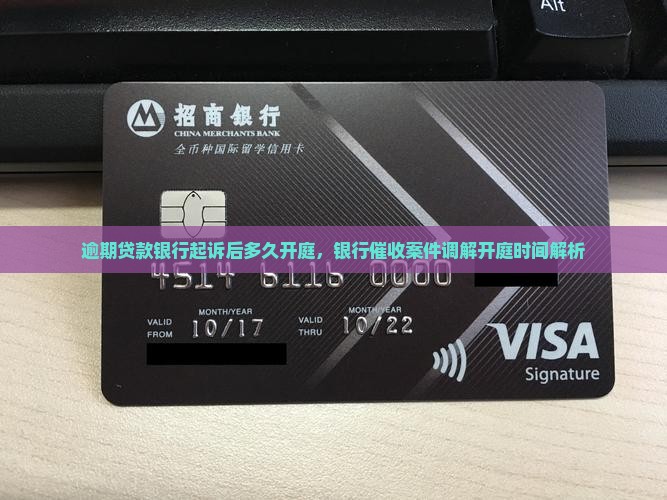 Alt
招商銀行
CHINA MERCHANTS BANK
全币种国际留学信用卡
逾期贷款银行起诉后多久开庭，银行催收案件调解开庭时间解析
4514 6116 0000
MONTH/YEAR MONTH/YEAR
VALID FROM 10/17 VALID THRU 10/22
VISA
Signature